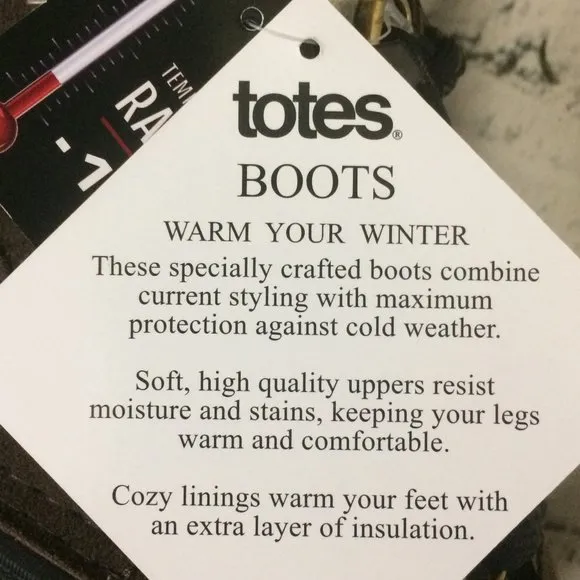 totes®
BOOTS
WARM YOUR WINTER
These specially crafted boots combine
current styling with maximum
protection against cold weather.
Soft, high quality uppers resist
moisture and stains, keeping your legs
warm and comfortable.
Cozy linings warm your feet with
an extra layer of insulation.